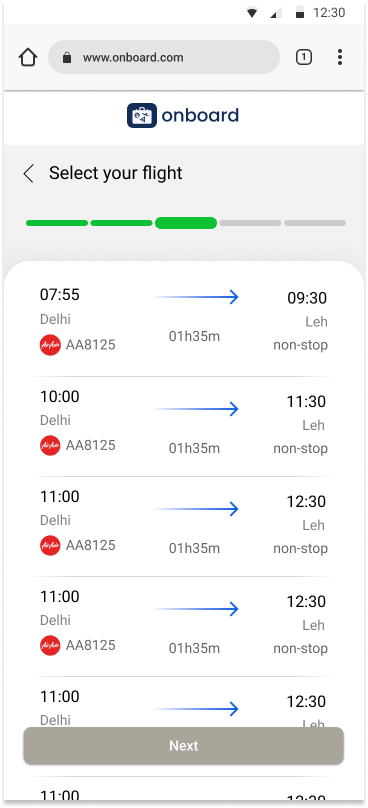 12:30
www.onboard.com
1
onboard
Select your flight
07:55
09:30
Delhi
Leh
01h35m
AirAsia AA8125
non-stop
10:00
11:30
Delhi
Leh
AirAsia AA8125
01h35m
non-stop
11:00
12:30
Delhi
Leh
AirAsia AA8125
01h35m
non-stop
11:00
12:30
Delhi
Leh
AirAsia AA8125
01h35m
non-stop
11:00
12:30
Delhi
Leh
Next
11:00
12:30